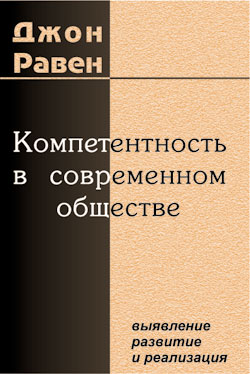 Джон
Равен
Компетентность
в современном
обществе
выявление
развитие
и реализация